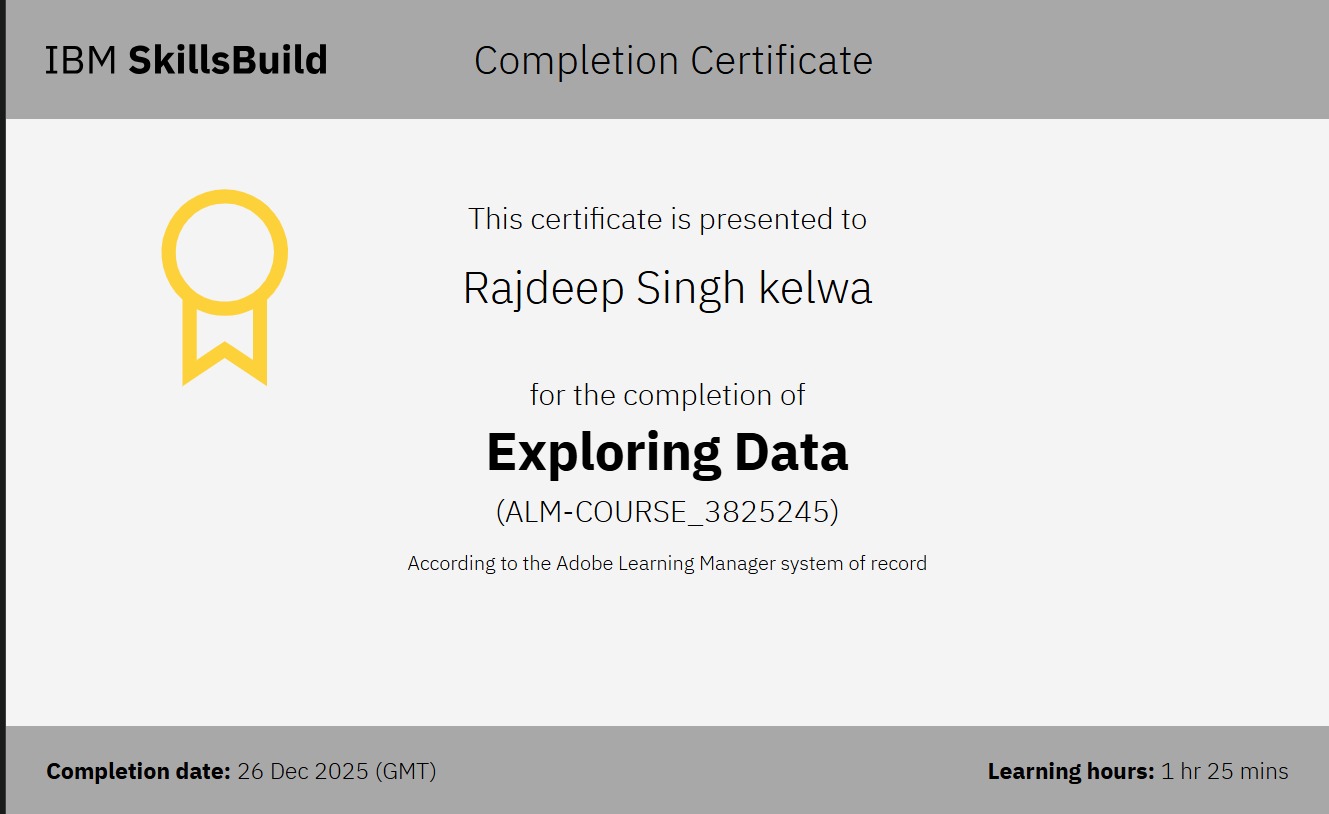 IBM SkillsBuild
Completion Certificate
This certificate is presented to
Rajdeep Singh kelwa
for the completion of
Exploring Data
(ALM-COURSE_3825245)
According to the Adobe Learning Manager system of record
Completion date: 26 Dec 2025 (GMT)
Learning hours: 1 hr 25 mins